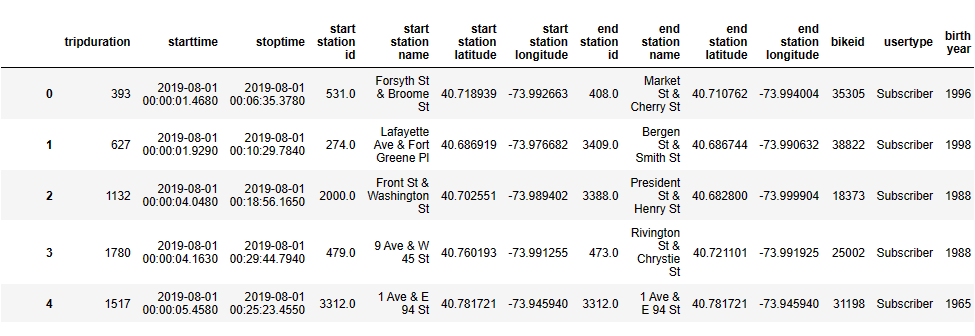 tripduration starttime stoptime start station id start station name start station latitude start station longitude end station id end station name end station latitude end station longitude bikeid usertype birth year
0 393 2019-08-01 00:00:01.4680 2019-08-01 00:06:35.3780 531.0 Forsyth St & Broome St 40.718939 -73.992663 408.0 Market St & Cherry St 40.710762 -73.994004 35305 Subscriber 1996
1 627 2019-08-01 00:00:01.9290 2019-08-01 00:10:29.7840 274.0 Lafayette Ave & Fort Greene Pl 40.686919 -73.976682 3409.0 Bergen St & Smith St 40.686744 -73.990632 38822 Subscriber 1998
2 1132 2019-08-01 00:00:04.0480 2019-08-01 00:18:56.1650 2000.0 Front St & Washington St 40.702551 -73.989402 3388.0 President St & Henry St 40.682800 -73.999904 18373 Subscriber 1988
3 1780 2019-08-01 00:00:04.1630 2019-08-01 00:29:44.7940 479.0 9 Ave & W 45 St 40.760193 -73.991255 473.0 Rivington St & Chrystie St 40.721101 -73.991925 25002 Subscriber 1988
4 1517 2019-08-01 00:00:05.4580 2019-08-01 00:25:23.4550 3312.0 1 Ave & E 94 St 40.781721 -73.945940 3312.0 1 Ave & E 94 St 40.781721 -73.945940 31198 Subscriber 1965